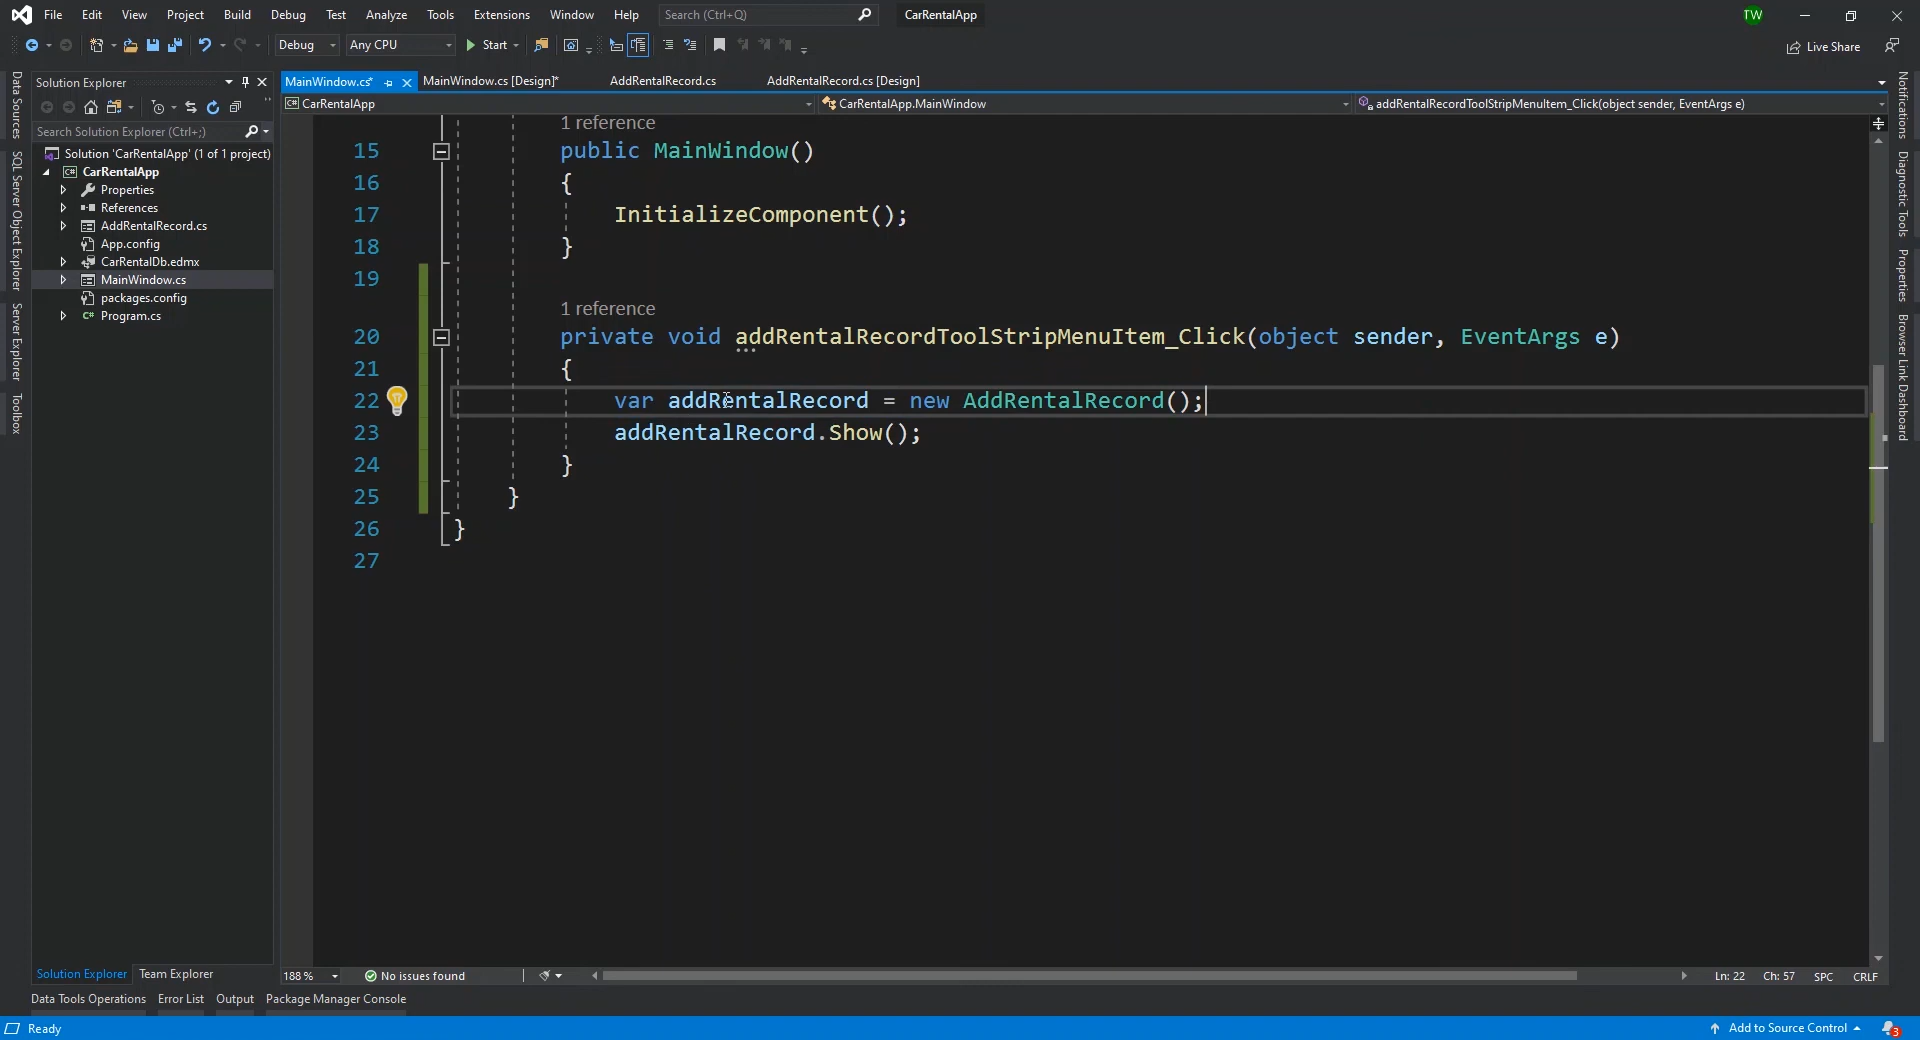 File Edit View Project Build Debug Test Analyze Tools Extensions Window Help Search (Ctrl+Q) CarRentalApp TW
Debug Any CPU Start Live Share
Data Sources
SQL Server Object Explorer
Server Explorer
Toolbox
Solution Explorer
Search Solution Explorer (Ctrl+;)
Solution 'CarRentalApp' (1 of 1 project)
CarRentalApp
Properties
References
AddRentalRecord.cs
App.config
CarRentalDb.edmx
MainWindow.cs
packages.config
Program.cs
Solution Explorer Team Explorer
MainWindow.cs* MainWindow.cs [Design]* AddRentalRecord.cs AddRentalRecord.cs [Design]
CarRentalApp CarRentalApp.MainWindow addRentalRecordToolStripMenuItem_Click(object sender, EventArgs e)
1 reference
15 public MainWindow()
16 {
17 InitializeComponent();
18 }
19
1 reference
20 private void addRentalRecordToolStripMenuItem_Click(object sender, EventArgs e)
21 {
22 var addRentalRecord = new AddRentalRecord();
23 addRentalRecord.Show();
24 }
25 }
26 }
27
188 % No issues found Ln: 22 Ch: 57 SPC CRLF
Notifications
Diagnostic Tools
Properties
Browser Link Dashboard
Data Tools Operations Error List Output Package Manager Console
Ready Add to Source Control 3